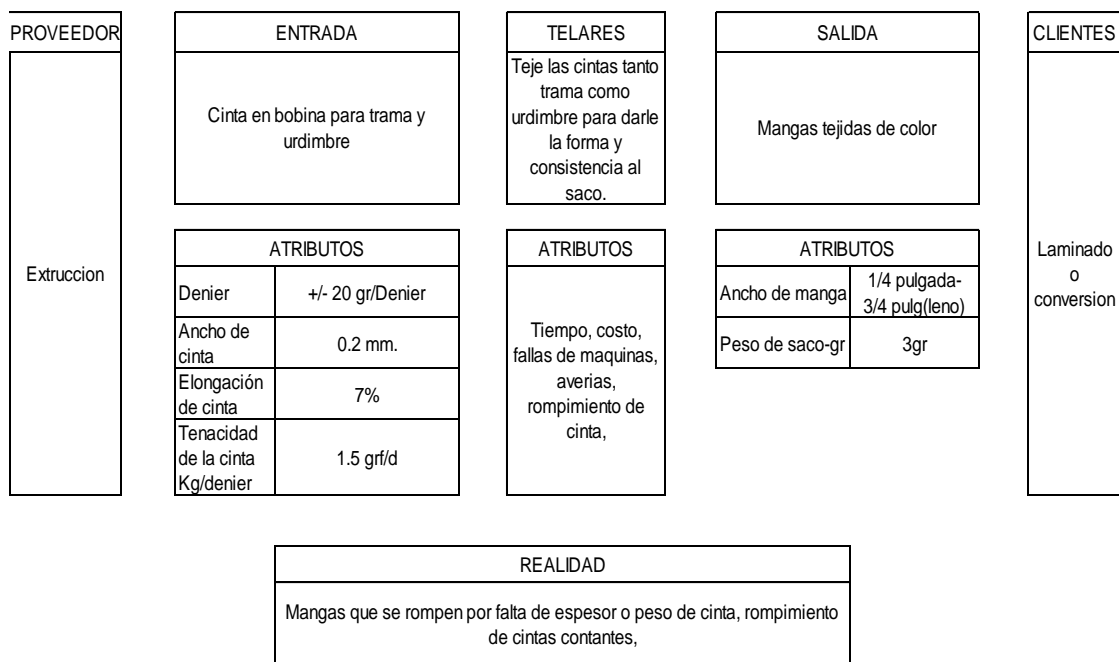 PROVEEDOR
Extruccion
ENTRADA
Cinta en bobina para trama y
urdimbre
ATRIBUTOS
Denier
+/- 20 gr/Denier
Ancho de
cinta
0.2 mm.
Elongación
de cinta
7%
Tenacidad
de la cinta
Kg/denier
1.5 grf/d
TELARES
Teje las cintas tanto
trama como
urdimbre para darle
la forma y
consistencia al
saco.
ATRIBUTOS
Tiempo, costo,
fallas de maquinas,
averias,
rompimiento de
cinta,
SALIDA
Mangas tejidas de color
ATRIBUTOS
Ancho de manga
1/4 pulgada-
3/4 pulg(leno)
Peso de saco-gr
3gr
CLIENTES
Laminado
o
conversion
REALIDAD
Mangas que se rompen por falta de espesor o peso de cinta, rompimiento
de cintas contantes,